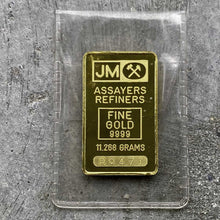 JM
ASSAYERS
REFINERS
FINE
GOLD
9999
11.268 GRAMS